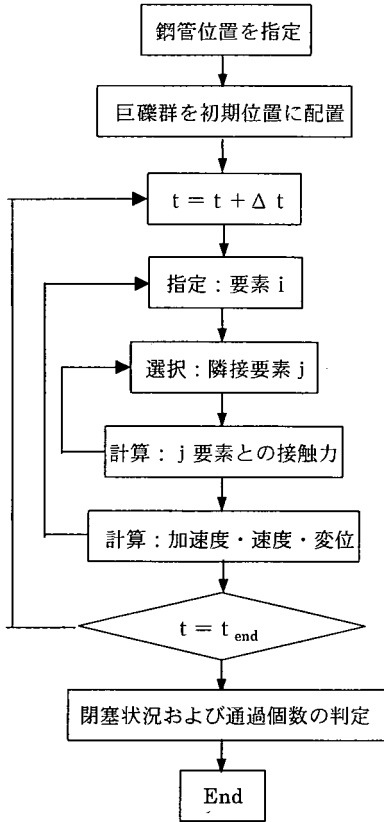 鋼管位置を指定
巨礫群を初期位置に配置
t = t + Δ t
指定：要素 i
選択：隣接要素 j
計算：j 要素との接触力
計算：加速度・速度・変位
t = t end
閉塞状況および通過個数の判定
End